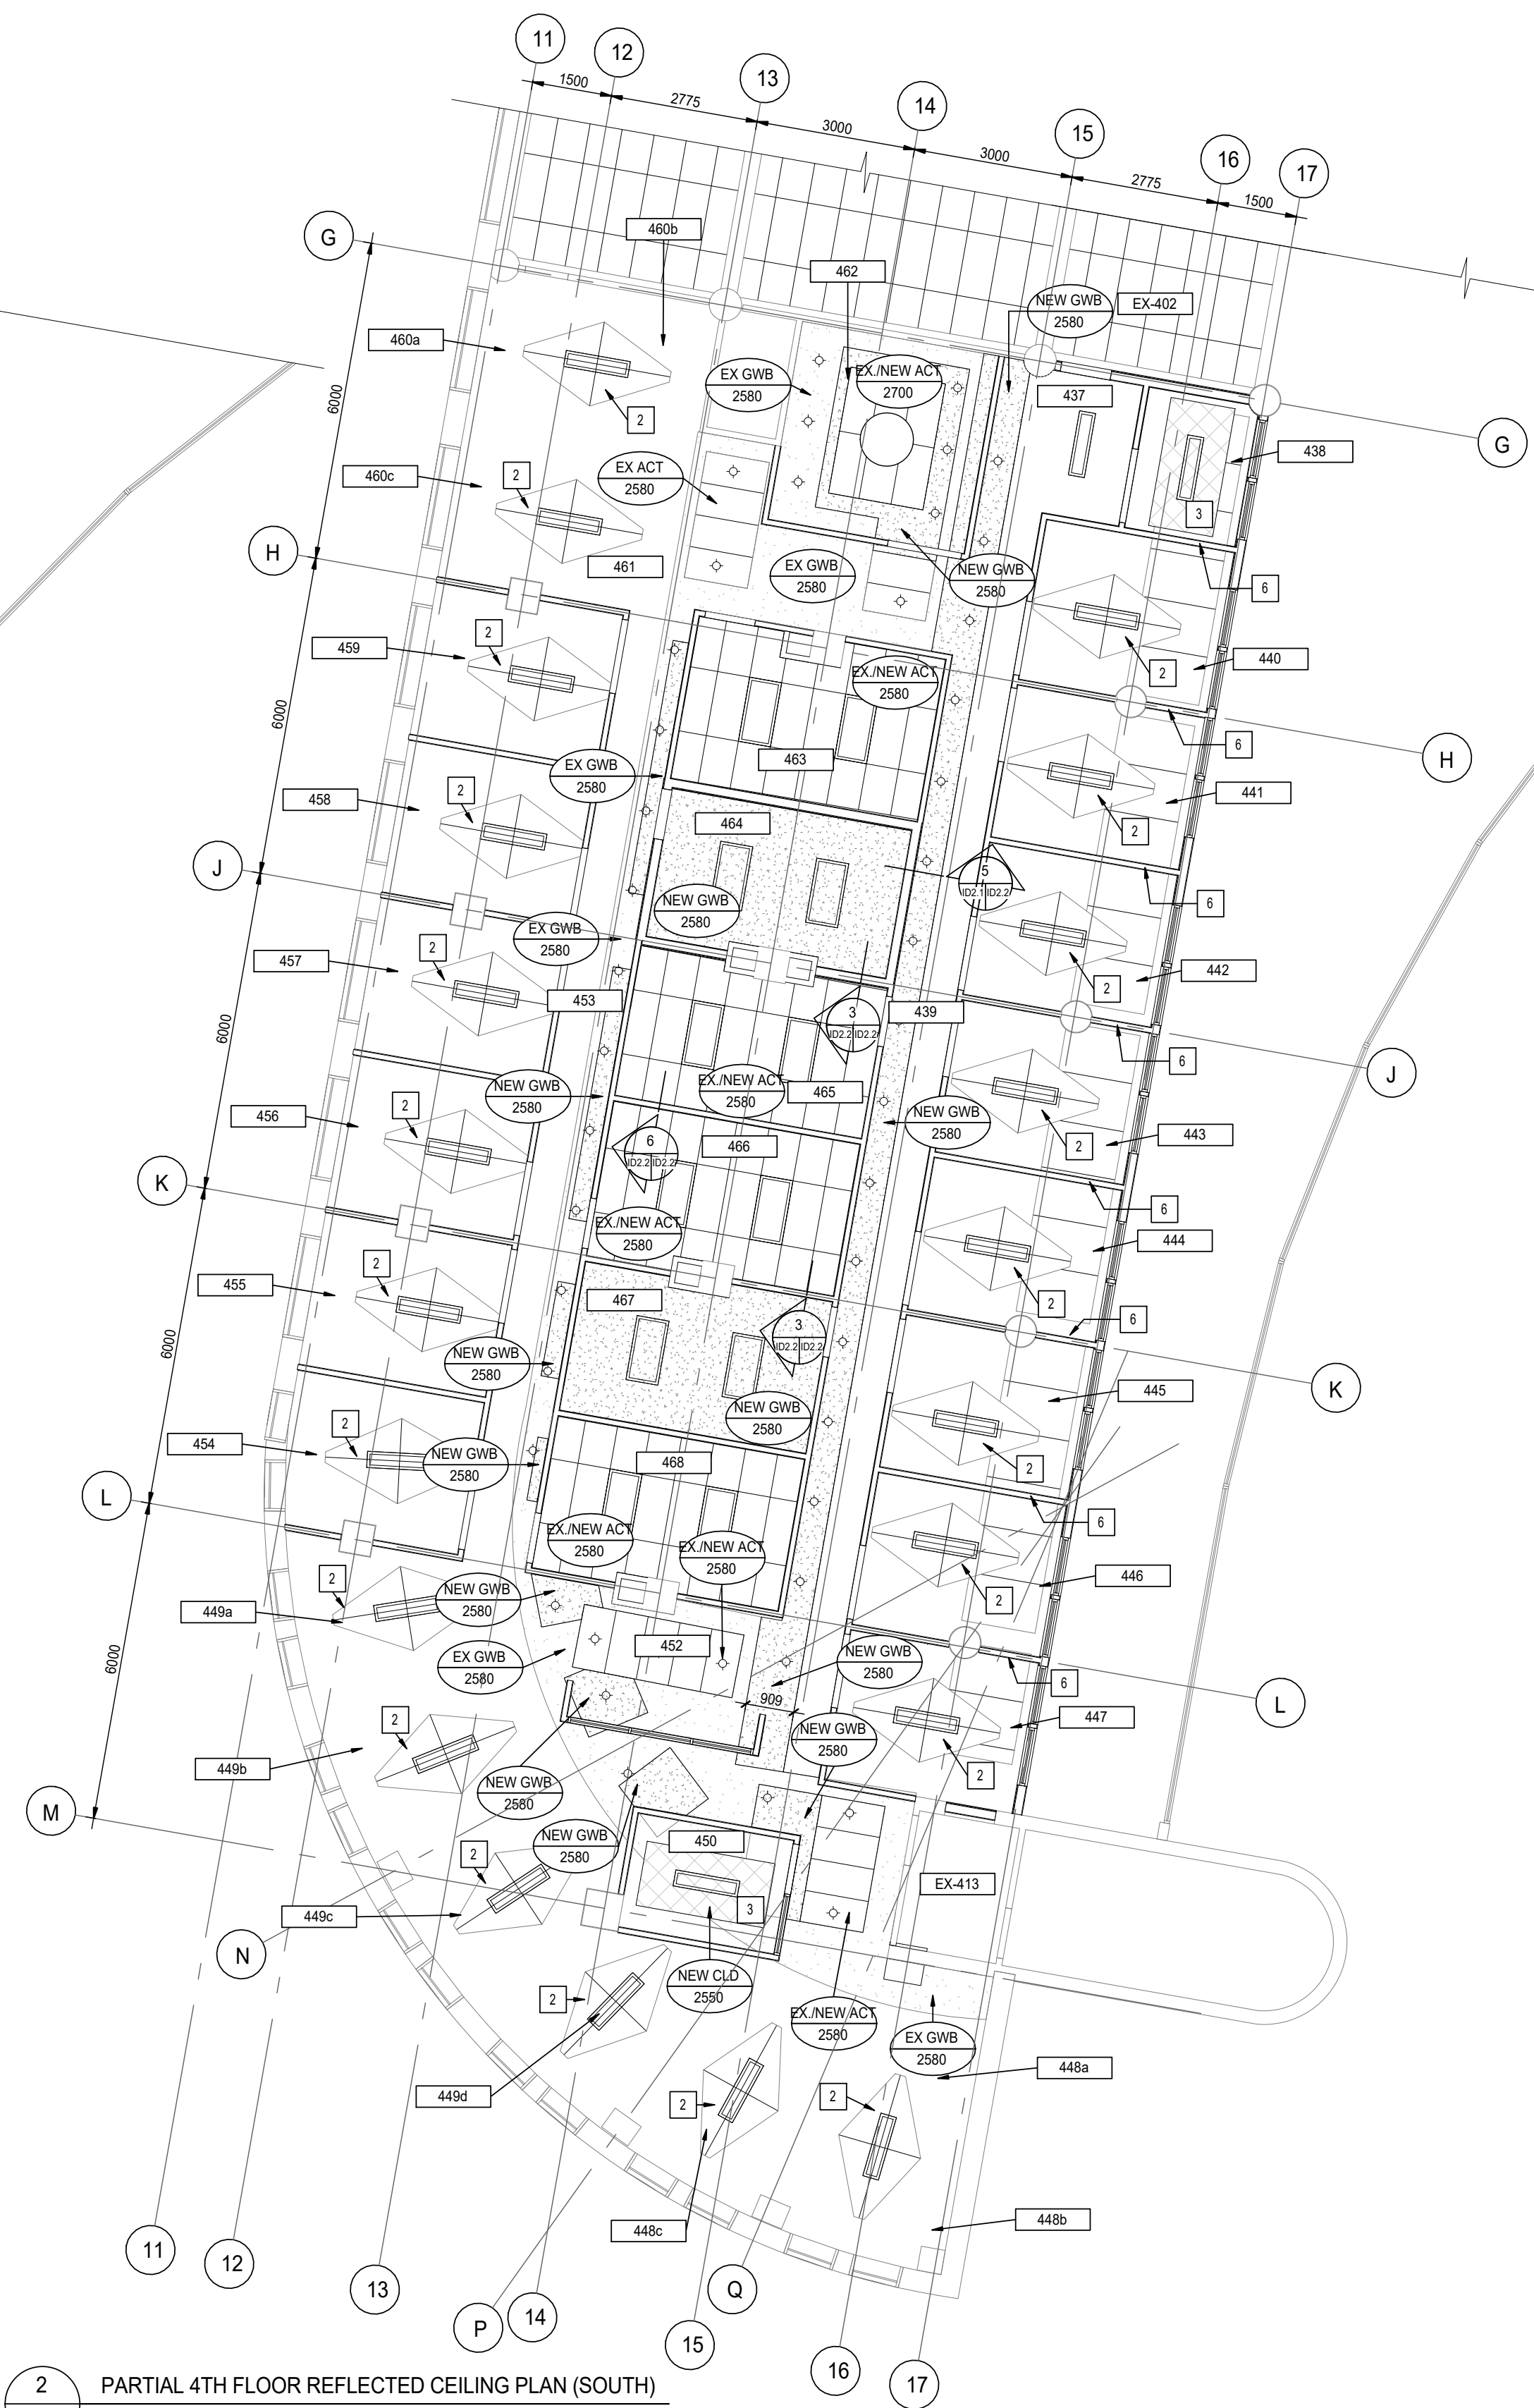 11
12
13
14
15
16
17
1500
2775
3000
3000
2775
1500
G
460b
462
NEW GWB
2580
EX-402
460a
EX GWB
2580
EX./NEW ACT
2700
437
6000
2
G
438
460c
2
EX ACT
2580
3
H
461
EX GWB
2580
NEW GWB
2580
6
459
2
EX./NEW ACT
2580
2
440
6000
6
H
463
EX GWB
2580
458
2
441
464
2
J
5
ID2.1
ID2.2
6
NEW GWB
2580
EX GWB
2580
457
2
453
442
2
3
ID2.2
ID2.2
439
6000
6
J
NEW GWB
2580
EX./NEW ACT
2580
465
NEW GWB
2580
456
2
6
ID2.2
ID2.2
466
2
443
K
6
EX./NEW ACT
2580
444
455
2
467
2
3
ID2.2
ID2.2
6
6000
NEW GWB
2580
445
K
NEW GWB
2580
454
2
NEW GWB
2580
468
2
L
6
EX./NEW ACT
2580
EX./NEW ACT
2580
2
446
449a
2
NEW GWB
2580
6000
EX GWB
2580
452
NEW GWB
2580
6
L
909
447
449b
2
NEW GWB
2580
2
NEW GWB
2580
M
NEW GWB
2580
450
2
EX-413
3
449c
N
NEW CLD
2550
2
EX./NEW ACT
2580
EX GWB
2580
448a
449d
2
2
448c
448b
11
12
13
P
14
15
Q
16
17
2
PARTIAL 4TH FLOOR REFLECTED CEILING PLAN (SOUTH)